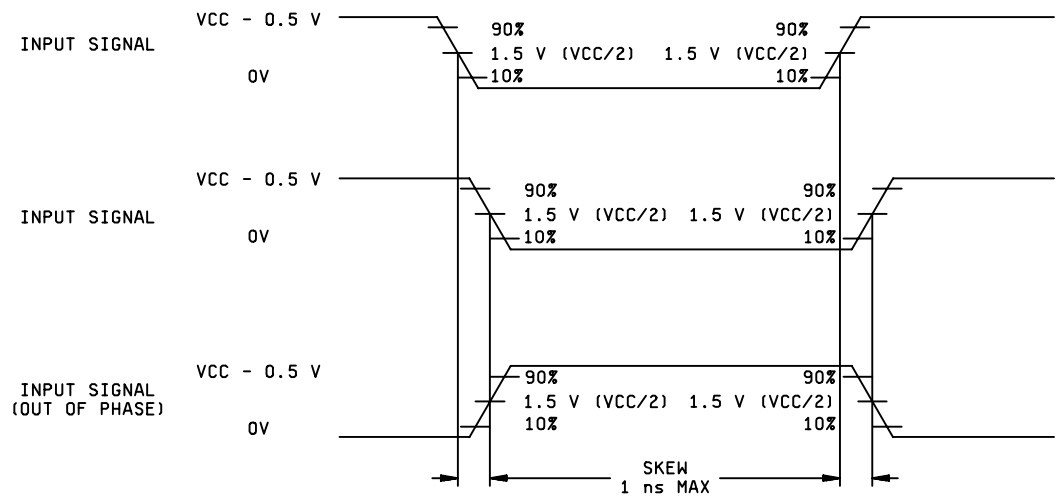 VCC - 0.5 V
INPUT SIGNAL
0V
90% 90%
1.5 V (VCC/2) 1.5 V (VCC/2)
10% 10%
VCC - 0.5 V
INPUT SIGNAL
0V
90% 90%
1.5 V (VCC/2) 1.5 V (VCC/2)
10% 10%
VCC - 0.5 V
INPUT SIGNAL
(OUT OF PHASE)
0V
90% 90%
1.5 V (VCC/2) 1.5 V (VCC/2)
10% 10%
SKEW
1 ns MAX